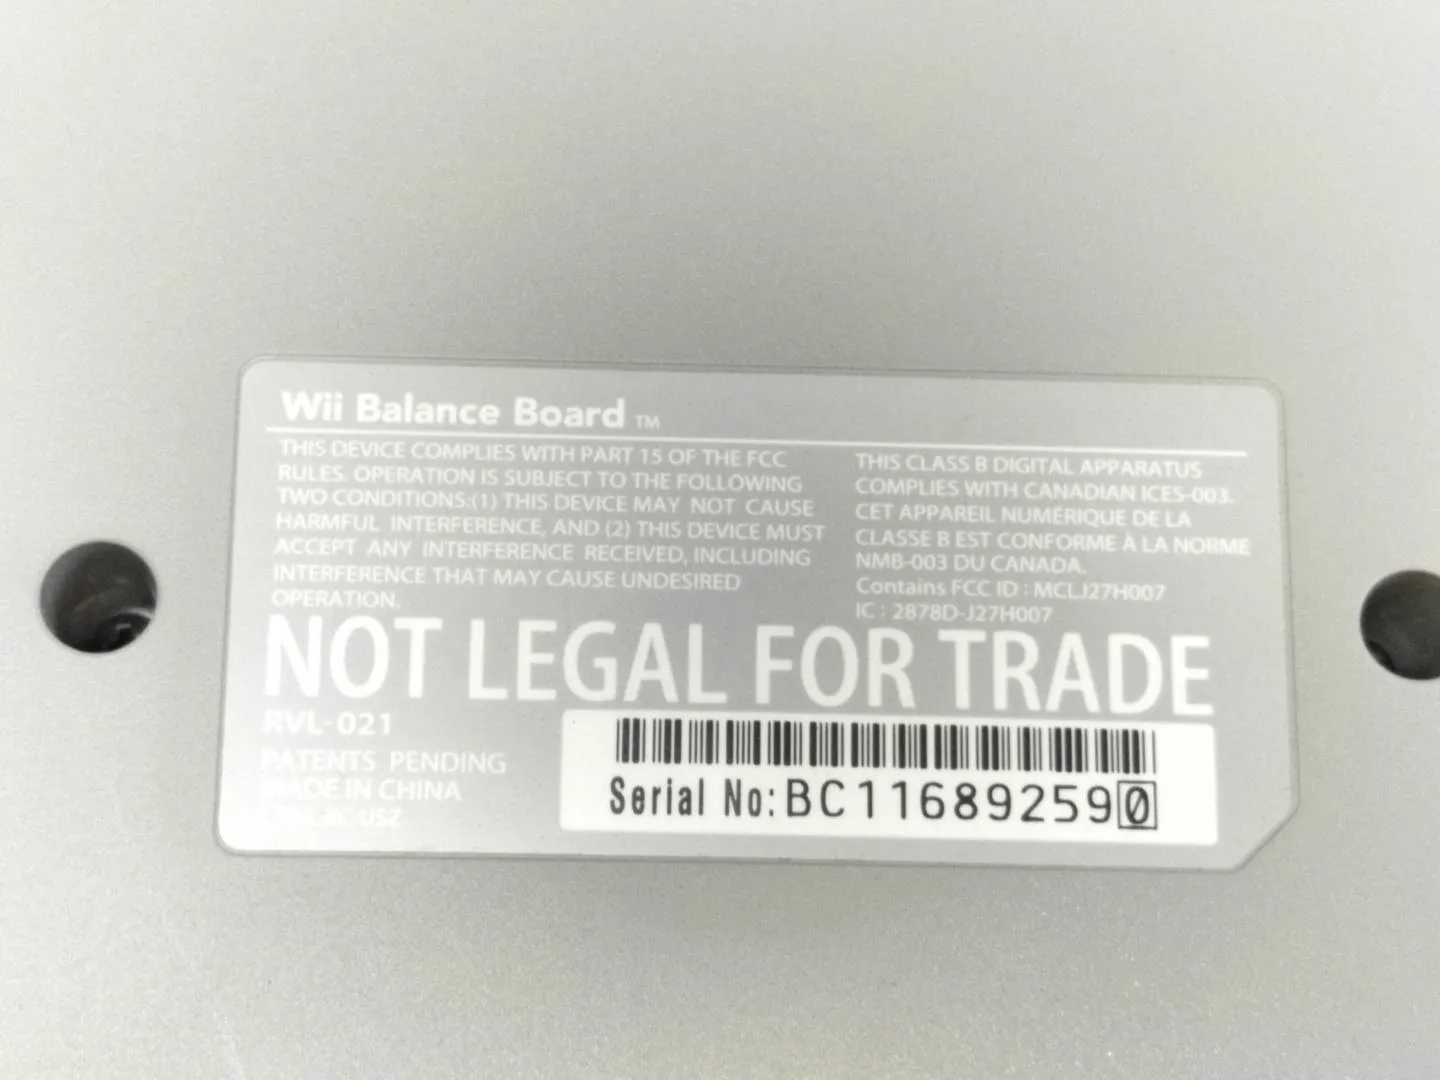 Wii Balance Board ™
THIS DEVICE COMPLIES WITH PART 15 OF THE FCC
RULES. OPERATION IS SUBJECT TO THE FOLLOWING
TWO CONDITIONS:(1) THIS DEVICE MAY NOT CAUSE
HARMFUL INTERFERENCE, AND (2) THIS DEVICE MUST
ACCEPT ANY INTERFERENCE RECEIVED, INCLUDING
INTERFERENCE THAT MAY CAUSE UNDESIRED
OPERATION.
THIS CLASS B DIGITAL APPARATUS
COMPLIES WITH CANADIAN ICES-003.
CET APPAREIL NUMÉRIQUE DE LA
CLASSE B EST CONFORME À LA NORME
NMB-003 DU CANADA.
Contains FCC ID : MCLJ27H007
IC : 2878D-J27H007
NOT LEGAL FOR TRADE
RVL-021
PATENTS PENDING
MADE IN CHINA
Serial No:BC116892590